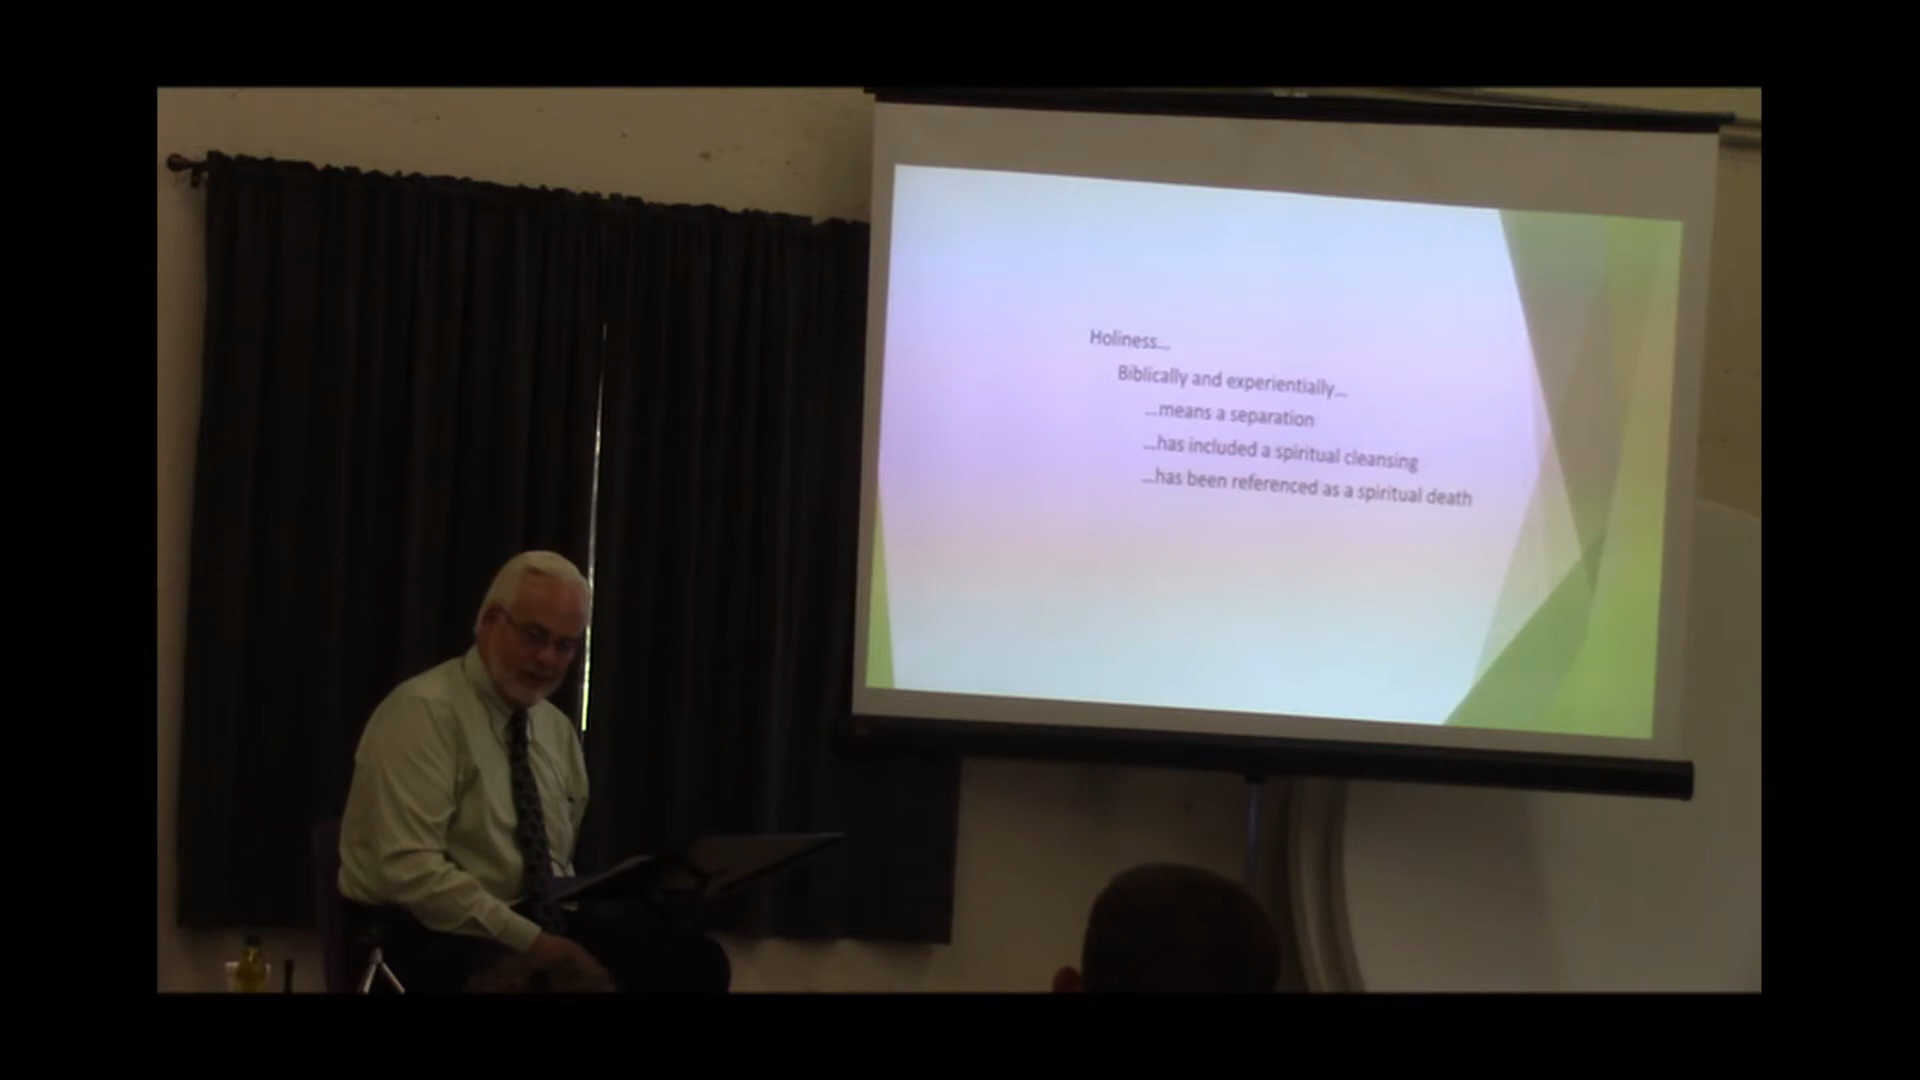 Holiness...
Biblically and experientially...
...means a separation
...has included a spiritual cleansing
...has been referenced as a spiritual death